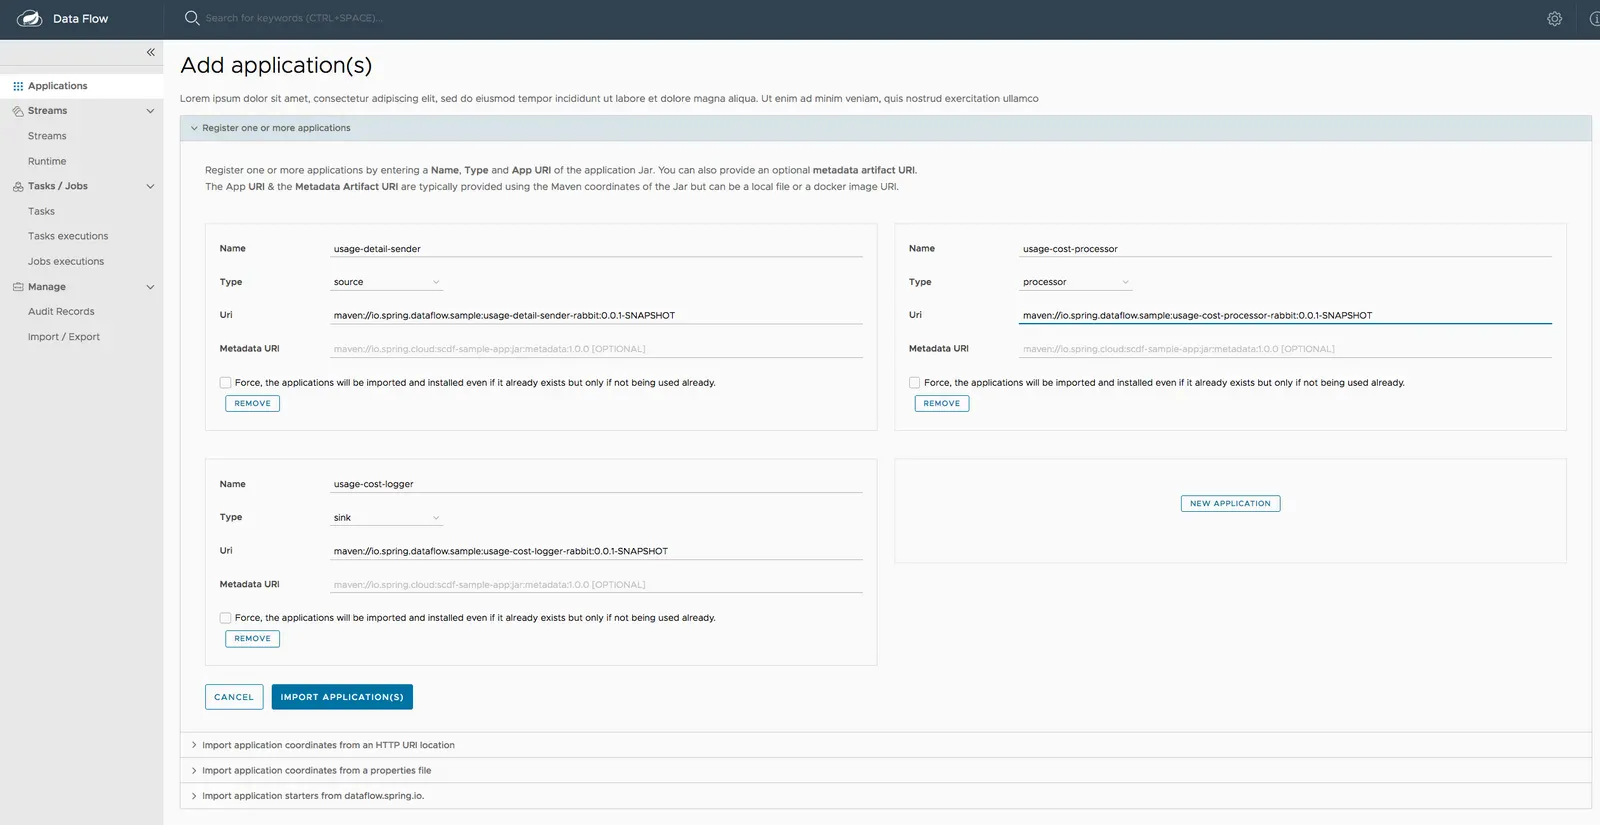 Data Flow
Search for keywords (CTRL+SPACE)...
Applications
Streams
Streams
Runtime
Tasks / Jobs
Tasks
Tasks executions
Jobs executions
Manage
Audit Records
Import / Export
Add application(s)
Lorem ipsum dolor sit amet, consectetur adipiscing elit, sed do eiusmod tempor incididunt ut labore et dolore magna aliqua. Ut enim ad minim veniam, quis nostrud exercitation ullamco
Register one or more applications
Register one or more applications by entering a Name, Type and App URI of the application Jar. You can also provide an optional metadata artifact URI.
The App URI & the Metadata Artifact URI are typically provided using the Maven coordinates of the Jar but can be a local file or a docker image URI.
Name usage-detail-sender
Type source
Uri maven://io.spring.dataflow.sample:usage-detail-sender-rabbit:0.0.1-SNAPSHOT
Metadata URI maven://io.spring.cloud:scdf-sample-app:jar:metadata:1.0.0 [OPTIONAL]
Force, the applications will be imported and installed even if it already exists but only if not being used already.
REMOVE
Name usage-cost-processor
Type processor
Uri maven://io.spring.dataflow.sample:usage-cost-processor-rabbit:0.0.1-SNAPSHOT
Metadata URI maven://io.spring.cloud:scdf-sample-app:jar:metadata:1.0.0 [OPTIONAL]
Force, the applications will be imported and installed even if it already exists but only if not being used already.
REMOVE
Name usage-cost-logger
Type sink
Uri maven://io.spring.dataflow.sample:usage-cost-logger-rabbit:0.0.1-SNAPSHOT
Metadata URI maven://io.spring.cloud:scdf-sample-app:jar:metadata:1.0.0 [OPTIONAL]
Force, the applications will be imported and installed even if it already exists but only if not being used already.
REMOVE
NEW APPLICATION
CANCEL IMPORT APPLICATION(S)
Import application coordinates from an HTTP URI location
Import application coordinates from a properties file
Import application starters from dataflow.spring.io.